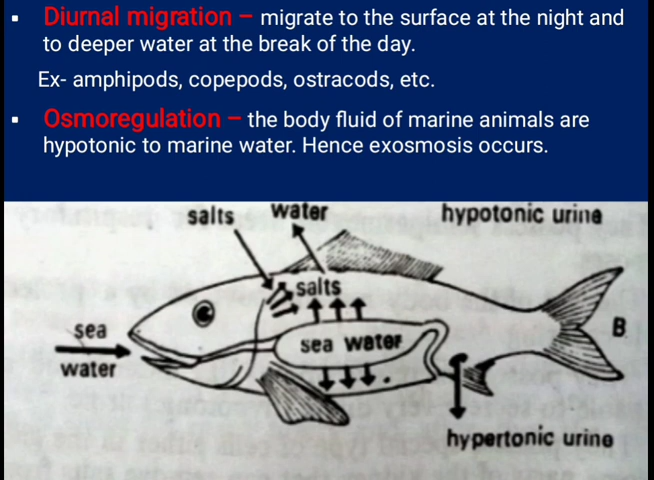 ▪ Diurnal migration – migrate to the surface at the night and
to deeper water at the break of the day.
Ex- amphipods, copepods, ostracods, etc.
▪ Osmoregulation – the body fluid of marine animals are
hypotonic to marine water. Hence exosmosis occurs.
salts water hypotonic urine
salts
sea
water
sea water
B
hypertonic urine